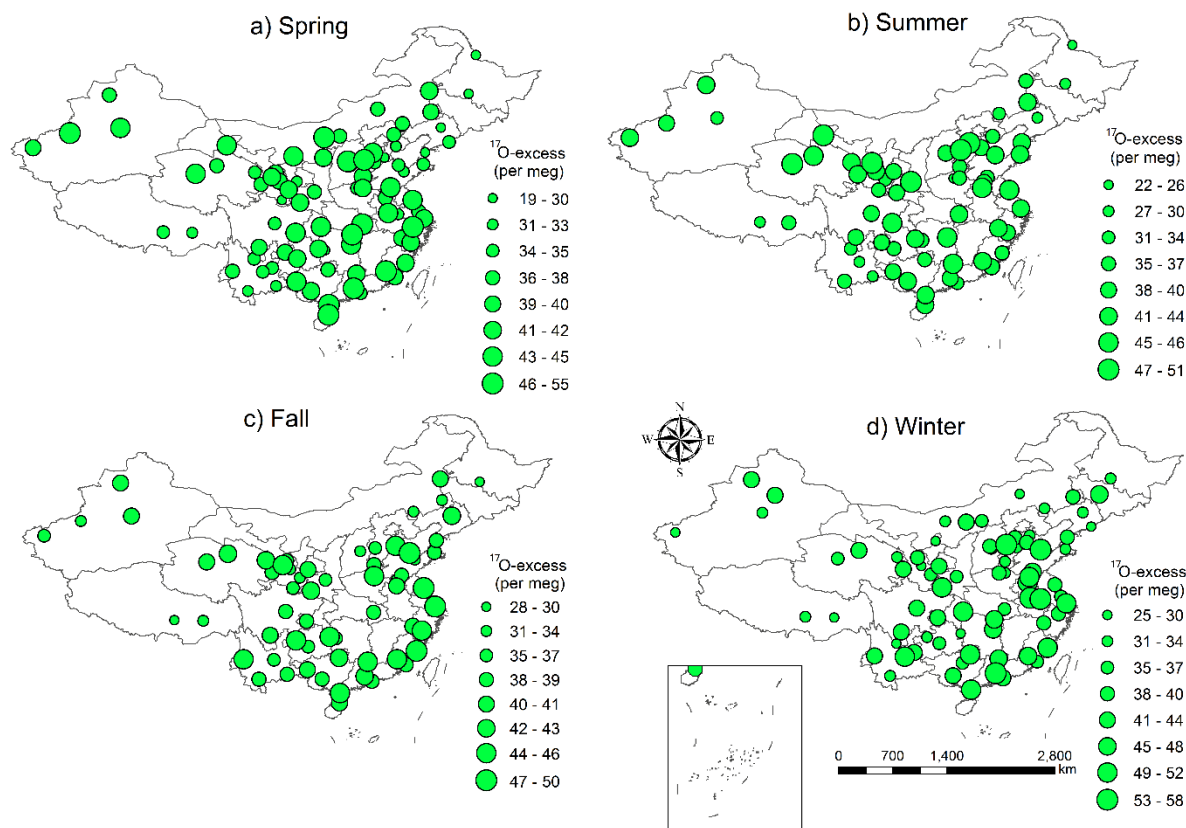 a) Spring
17O-excess
(per meg)
19 - 30
31 - 33
34 - 35
36 - 38
39 - 40
41 - 42
43 - 45
46 - 55
b) Summer
17O-excess
(per meg)
22 - 26
27 - 30
31 - 34
35 - 37
38 - 40
41 - 44
45 - 46
47 - 51
c) Fall
17O-excess
(per meg)
28 - 30
31 - 34
35 - 37
38 - 39
40 - 41
42 - 43
44 - 46
47 - 50
N
W E
S
d) Winter
17O-excess
(per meg)
25 - 30
31 - 34
35 - 37
38 - 40
41 - 44
45 - 48
49 - 52
53 - 58
0 700 1,400 2,800
km